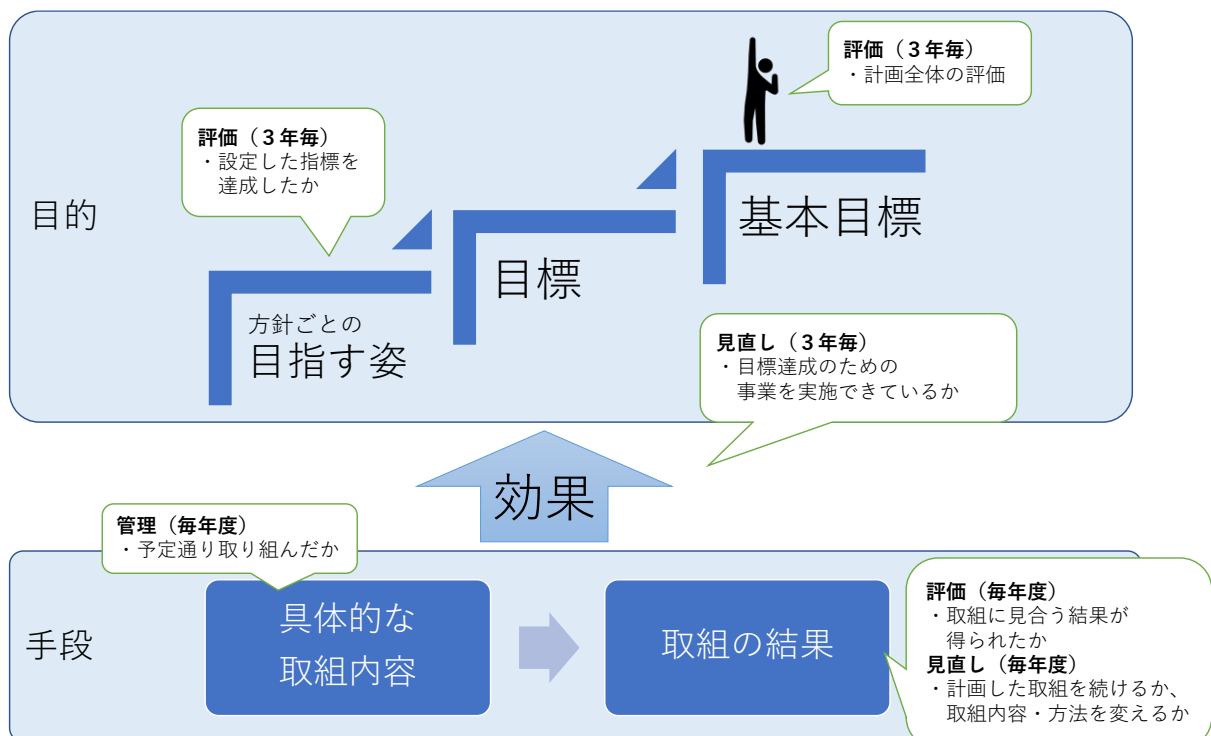 評価（３年毎）
・計画全体の評価
評価（３年毎）
・設定した指標を
達成したか
目的
基本目標
目標
方針ごとの
目指す姿
見直し（３年毎）
・目標達成のための
事業を実施できているか
効果
管理（毎年度）
・予定通り取り組んだか
手段
具体的な
取組内容
取組の結果
評価（毎年度）
・取組に見合う結果が
得られたか
見直し（毎年度）
・計画した取組を続けるか、
取組内容・方法を変えるか